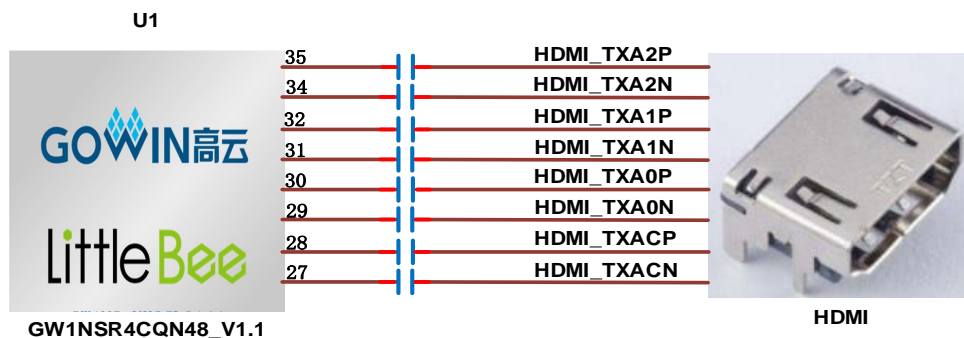 U1
35 HDMI_TXA2P
34 HDMI_TXA2N
32 HDMI_TXA1P
31 HDMI_TXA1N
30 HDMI_TXA0P
29 HDMI_TXA0N
28 HDMI_TXACP
27 HDMI_TXACN
GOWIN高云
LittleBee
GW1NSR4CQN48_V1.1
HDMI